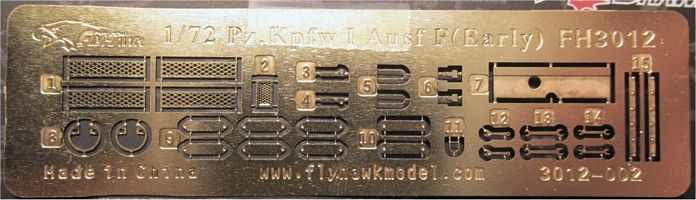 FlyHawk 1/72 Pz.Kpfw I Ausf F(Early) FH3012
1 2 3 4 5 6 7 15
8 9 10 11 12 13 14
Made in China www.flyhawkmodel.com 3012-002